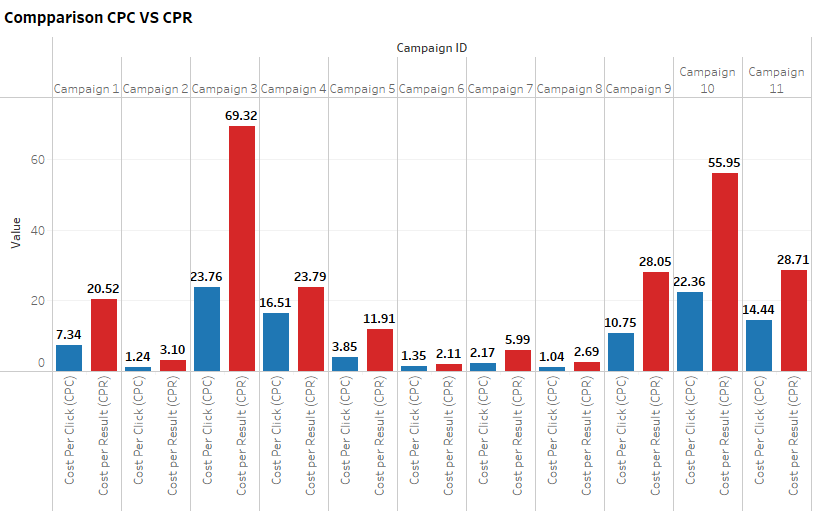 Compparison CPC VS CPR
Campaign ID
Campaign 1 Campaign 2 Campaign 3 Campaign 4 Campaign 5 Campaign 6 Campaign 7 Campaign 8 Campaign 9 Campaign 10 Campaign 11
Value
60
40
20
0
7.34 20.52
1.24 3.10
23.76 69.32
16.51 23.79
3.85 11.91
1.35 2.11
2.17 5.99
1.04 2.69
10.75 28.05
22.36 55.95
14.44 28.71
Cost Per Click (CPC)
Cost per Result (CPR)
Cost Per Click (CPC)
Cost per Result (CPR)
Cost Per Click (CPC)
Cost per Result (CPR)
Cost Per Click (CPC)
Cost per Result (CPR)
Cost Per Click (CPC)
Cost per Result (CPR)
Cost Per Click (CPC)
Cost per Result (CPR)
Cost Per Click (CPC)
Cost per Result (CPR)
Cost Per Click (CPC)
Cost per Result (CPR)
Cost Per Click (CPC)
Cost per Result (CPR)
Cost Per Click (CPC)
Cost per Result (CPR)
Cost Per Click (CPC)
Cost per Result (CPR)